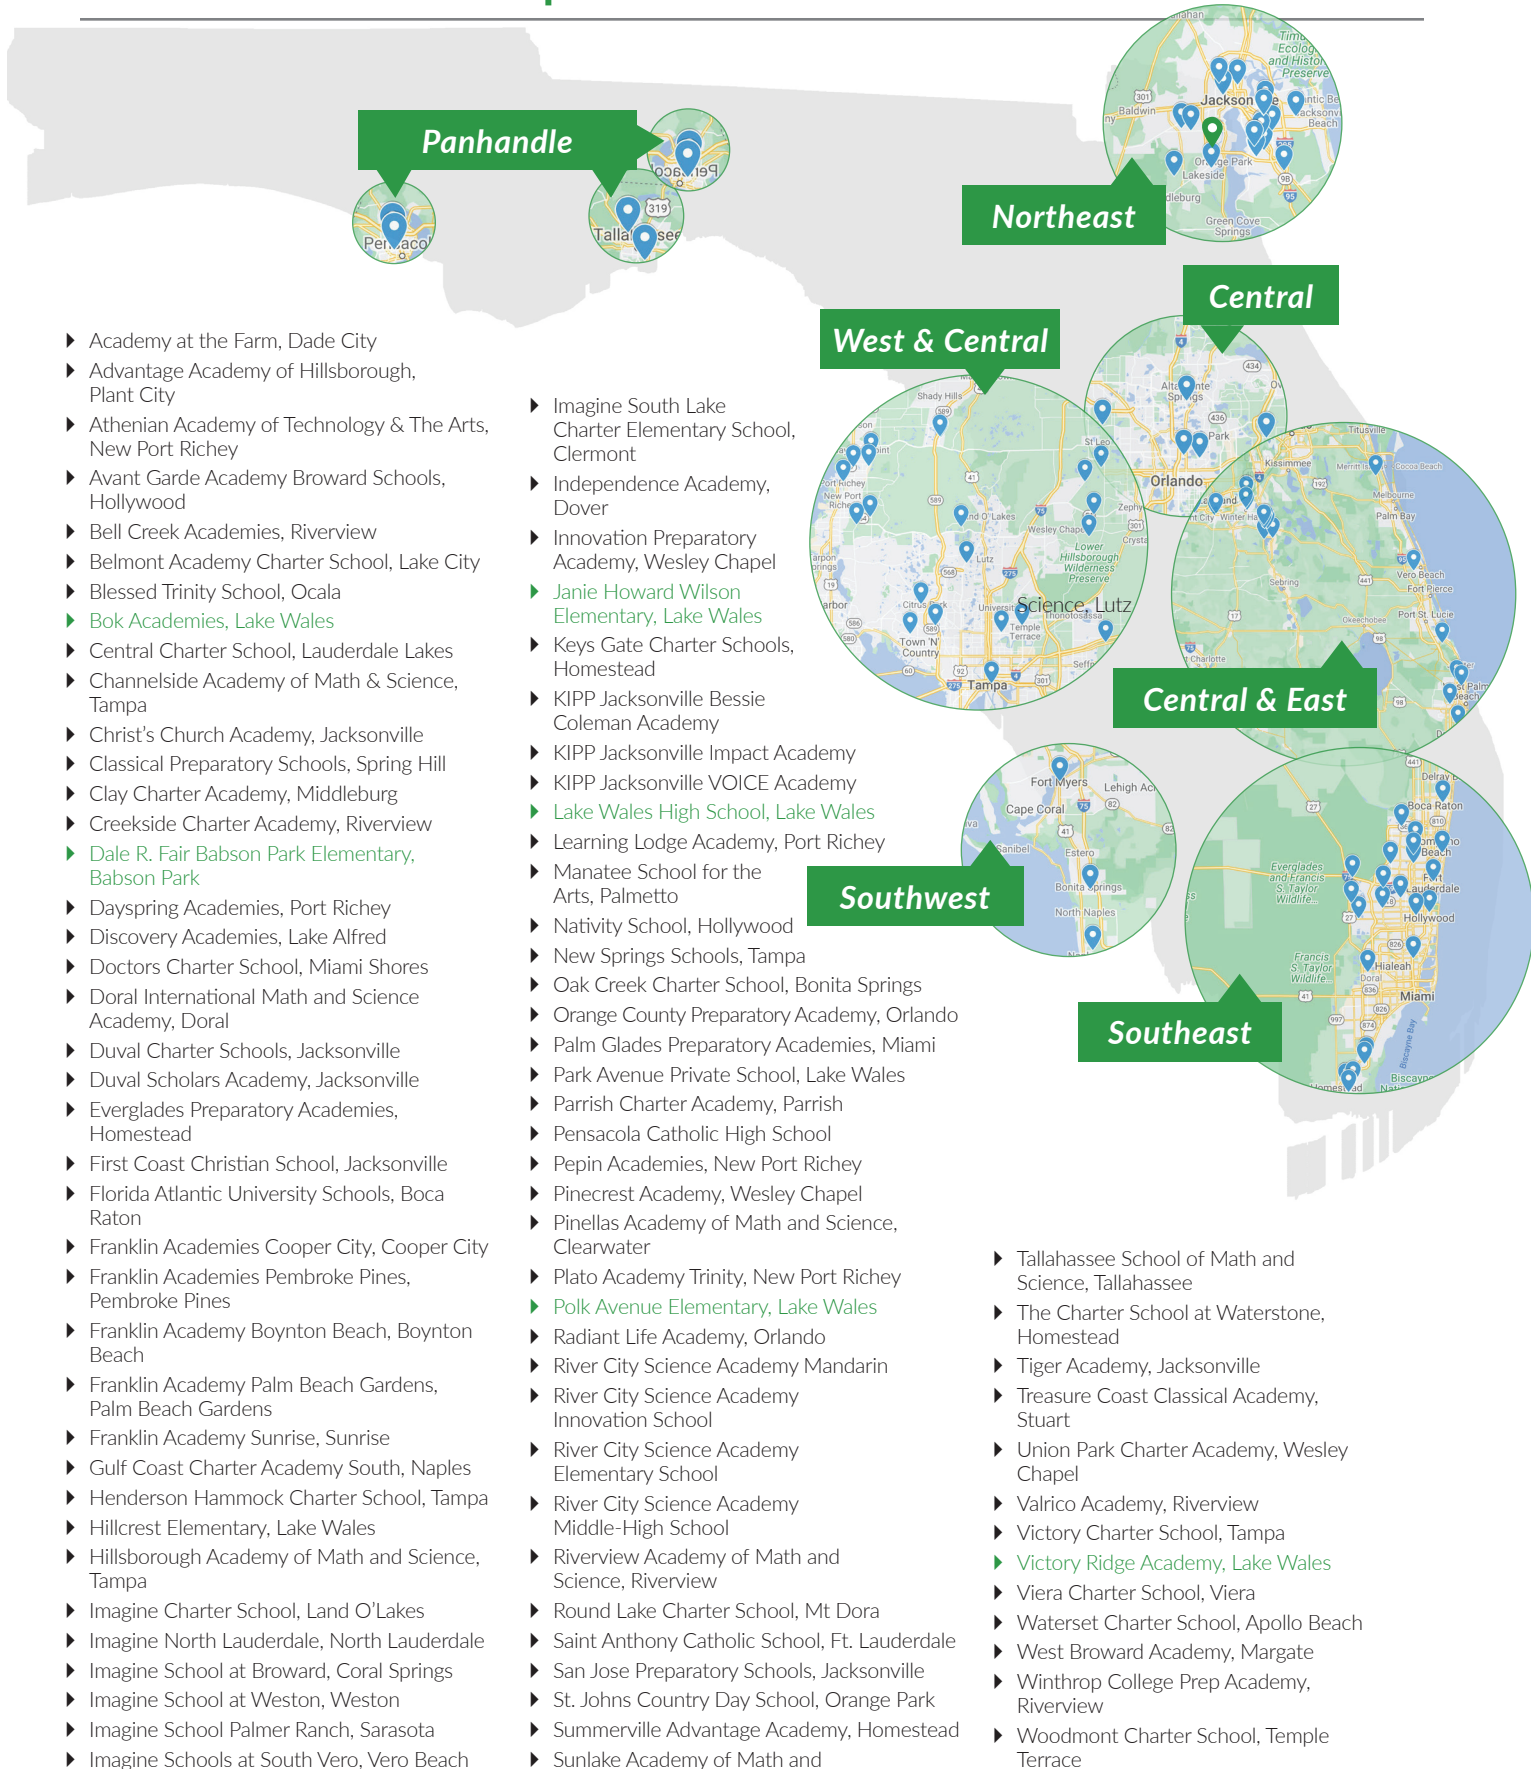 Panhandle
Northeast
Central
West & Central
Central & East
Southwest
Southeast
Academy at the Farm, Dade City
Advantage Academy of Hillsborough,
Plant City
Athenian Academy of Technology & The Arts,
New Port Richey
Avant Garde Academy Broward Schools,
Hollywood
Bell Creek Academies, Riverview
Belmont Academy Charter School, Lake City
Blessed Trinity School, Ocala
Bok Academies, Lake Wales
Central Charter School, Lauderdale Lakes
Channelside Academy of Math & Science,
Tampa
Christ's Church Academy, Jacksonville
Classical Preparatory Schools, Spring Hill
Clay Charter Academy, Middleburg
Creekside Charter Academy, Riverview
Dale R. Fair Babson Park Elementary,
Babson Park
Dayspring Academies, Port Richey
Discovery Academies, Lake Alfred
Doctors Charter School, Miami Shores
Doral International Math and Science
Academy, Doral
Duval Charter Schools, Jacksonville
Duval Scholars Academy, Jacksonville
Everglades Preparatory Academies,
Homestead
First Coast Christian School, Jacksonville
Florida Atlantic University Schools, Boca
Raton
Franklin Academies Cooper City, Cooper City
Franklin Academies Pembroke Pines,
Pembroke Pines
Franklin Academy Boynton Beach, Boynton
Beach
Franklin Academy Palm Beach Gardens,
Palm Beach Gardens
Franklin Academy Sunrise, Sunrise
Gulf Coast Charter Academy South, Naples
Henderson Hammock Charter School, Tampa
Hillcrest Elementary, Lake Wales
Hillsborough Academy of Math and Science,
Tampa
Imagine Charter School, Land O'Lakes
Imagine North Lauderdale, North Lauderdale
Imagine School at Broward, Coral Springs
Imagine School at Weston, Weston
Imagine School Palmer Ranch, Sarasota
Imagine Schools at South Vero, Vero Beach
Imagine South Lake
Charter Elementary School,
Clermont
Independence Academy,
Dover
Innovation Preparatory
Academy, Wesley Chapel
Janie Howard Wilson
Elementary, Lake Wales
Keys Gate Charter Schools,
Homestead
KIPP Jacksonville Bessie
Coleman Academy
KIPP Jacksonville Impact Academy
KIPP Jacksonville VOICE Academy
Lake Wales High School, Lake Wales
Learning Lodge Academy, Port Richey
Manatee School for the
Arts, Palmetto
Nativity School, Hollywood
New Springs Schools, Tampa
Oak Creek Charter School, Bonita Springs
Orange County Preparatory Academy, Orlando
Palm Glades Preparatory Academies, Miami
Park Avenue Private School, Lake Wales
Parrish Charter Academy, Parrish
Pensacola Catholic High School
Pepin Academies, New Port Richey
Pinecrest Academy, Wesley Chapel
Pinellas Academy of Math and Science,
Clearwater
Plato Academy Trinity, New Port Richey
Polk Avenue Elementary, Lake Wales
Radiant Life Academy, Orlando
River City Science Academy Mandarin
River City Science Academy
Innovation School
River City Science Academy
Elementary School
River City Science Academy
Middle-High School
Riverview Academy of Math and
Science, Riverview
Round Lake Charter School, Mt Dora
Saint Anthony Catholic School, Ft. Lauderdale
San Jose Preparatory Schools, Jacksonville
St. Johns Country Day School, Orange Park
Summerville Advantage Academy, Homestead
Sunlake Academy of Math and
Science, Lutz
Tallahassee School of Math and
Science, Tallahassee
The Charter School at Waterstone,
Homestead
Tiger Academy, Jacksonville
Treasure Coast Classical Academy,
Stuart
Union Park Charter Academy, Wesley
Chapel
Valrico Academy, Riverview
Victory Charter School, Tampa
Victory Ridge Academy, Lake Wales
Viera Charter School, Viera
Waterset Charter School, Apollo Beach
West Broward Academy, Margate
Winthrop College Prep Academy,
Riverview
Woodmont Charter School, Temple
Terrace